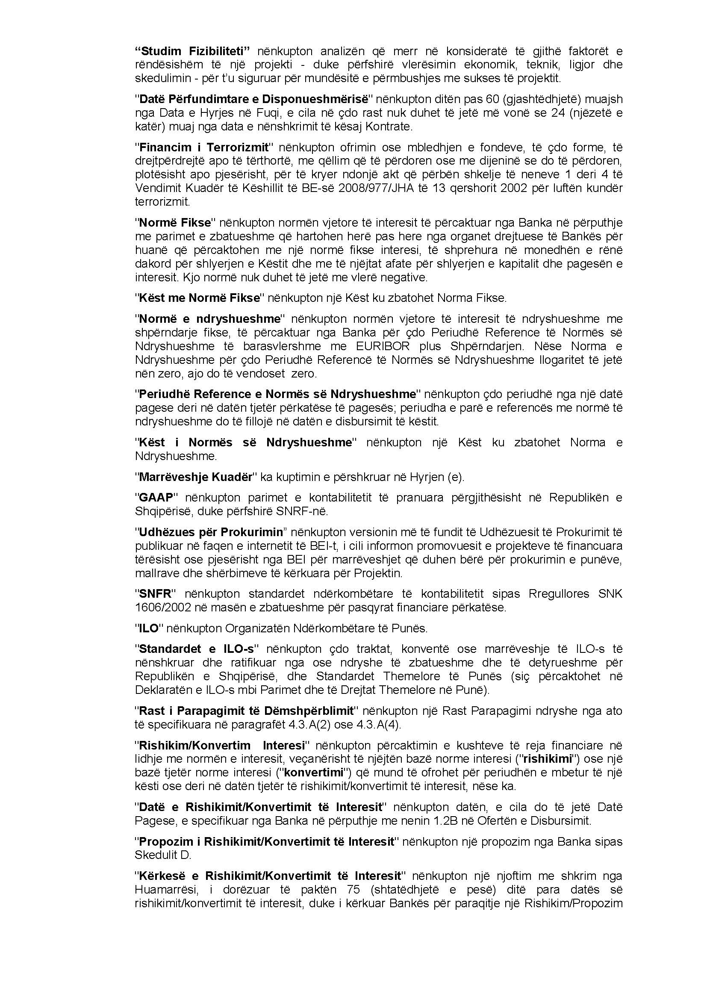 “Studim Fizibiliteti” nënkupton analizën që merr në konsideratë të gjithë faktorët e
rëndësishëm të një projekti - duke përfshirë vlerësimin ekonomik, teknik, ligjor dhe
skedulimin - për t’u siguruar për mundësitë e përmbushjes me sukses të projektit.
"Datë Përfundimtare e Disponueshmërisë" nënkupton ditën pas 60 (gjashtëdhjetë) muajsh
nga Data e Hyrjes në Fuqi, e cila në çdo rast nuk duhet të jetë më vonë se 24 (njëzetë e
katër) muaj nga data e nënshkrimit të kësaj Kontrate.
"Financim i Terrorizmit" nënkupton ofrimin ose mbledhjen e fondeve, të çdo forme, të
drejtpërdrejtë apo të tërthortë, me qëllim që të përdoren ose me dijeninë se do të përdoren,
plotësisht apo pjesërisht, për të kryer ndonjë akt që përbën shkelje të neneve 1 deri 4 të
Vendimit Kuadër të Këshillit të BE-së 2008/977/JHA të 13 qershorit 2002 për luftën kundër
terrorizmit.
"Normë Fikse" nënkupton normën vjetore të interesit të përcaktuar nga Banka në përputhje
me parimet e zbatueshme që hartohen herë pas here nga organet drejtuese të Bankës për
huanë që përcaktohen me një normë fikse interesi, të shprehura në monedhën e rënë
dakord për shlyerjen e Këstit dhe me të njëjtat afate për shlyerjen e kapitalit dhe pagesën e
interesit. Kjo normë nuk duhet të jetë me vlerë negative.
"Këst me Normë Fikse" nënkupton një Këst ku zbatohet Norma Fikse.
"Normë e ndryshueshme" nënkupton normën vjetore të interesit të ndryshueshme me
shpërndarje fikse, të përcaktuar nga Banka për çdo Periudhë Reference të Normës së
Ndryshueshme të barasvlershme me EURIBOR plus Shpërndarjen. Nëse Norma e
Ndryshueshme për çdo Periudhë Referencë të Normës së Ndryshueshme llogaritet të jetë
nën zero, ajo do të vendoset  zero.
"Periudhë Reference e Normës së Ndryshueshme" nënkupton çdo periudhë nga një datë
pagese deri në datën tjetër përkatëse të pagesës; periudha e parë e referencës me normë të
ndryshueshme do të fillojë në datën e disbursimit të këstit.
"Këst i Normës së Ndryshueshme" nënkupton një Këst ku zbatohet Norma e
Ndryshueshme.
"Marrëveshje Kuadër" ka kuptimin e përshkruar në Hyrjen (e).
"GAAP" nënkupton parimet e kontabilitetit të pranuara përgjithësisht në Republikën e
Shqipërisë, duke përfshirë SNRF-në.
"Udhëzues për Prokurimin” nënkupton versionin më të fundit të Udhëzuesit të Prokurimit të
publikuar në faqen e internetit të BEI-t, i cili informon promovuesit e projekteve të financuara
tërësisht ose pjesërisht nga BEI për marrëveshjet që duhen bërë për prokurimin e punëve,
mallrave dhe shërbimeve të kërkuara për Projektin.
"SNFR" nënkupton standardet ndërkombëtare të kontabilitetit sipas Rregullores SNK
1606/2002 në masën e zbatueshme për pasqyrat financiare përkatëse.
"ILO" nënkupton Organizatën Ndërkombëtare të Punës.
"Standardet e ILO-s" nënkupton çdo traktat, konventë ose marrëveshje të ILO-s të
nënshkruar dhe ratifikuar nga ose ndryshe të zbatueshme dhe të detyrueshme për
Republikën e Shqipërisë, dhe Standardet Themelore të Punës (siç përcaktohet në
Deklaratën e ILO-s mbi Parimet dhe të Drejtat Themelore në Punë).
"Rast i Parapagimit të Dëmshpërblimit" nënkupton një Rast Parapagimi ndryshe nga ato
të specifikuara në paragrafët 4.3.A(2) ose 4.3.A(4).
"Rishikim/Konvertim  Interesi" nënkupton përcaktimin e kushteve të reja financiare në
lidhje me normën e interesit, veçanërisht të njëjtën bazë norme interesi ("rishikimi") ose një
bazë tjetër norme interesi ("konvertimi") që mund të ofrohet për periudhën e mbetur të një
kësti ose deri në datën tjetër të rishikimit/konvertimit të interesit, nëse ka.
"Datë e Rishikimit/Konvertimit të Interesit" nënkupton datën, e cila do të jetë Datë
Pagese, e specifikuar nga Banka në përputhje me nenin 1.2B në Ofertën e Disbursimit.
"Propozim i Rishikimit/Konvertimit të Interesit" nënkupton një propozim nga Banka sipas
Skedulit D.
"Kërkesë e Rishikimit/Konvertimit të Interesit" nënkupton një njoftim me shkrim nga
Huamarrësi, i dorëzuar të paktën 75 (shtatëdhjetë e pesë) ditë para datës së
rishikimit/konvertimit të interesit, duke i kërkuar Bankës për paraqitje një Rishikim/Propozim